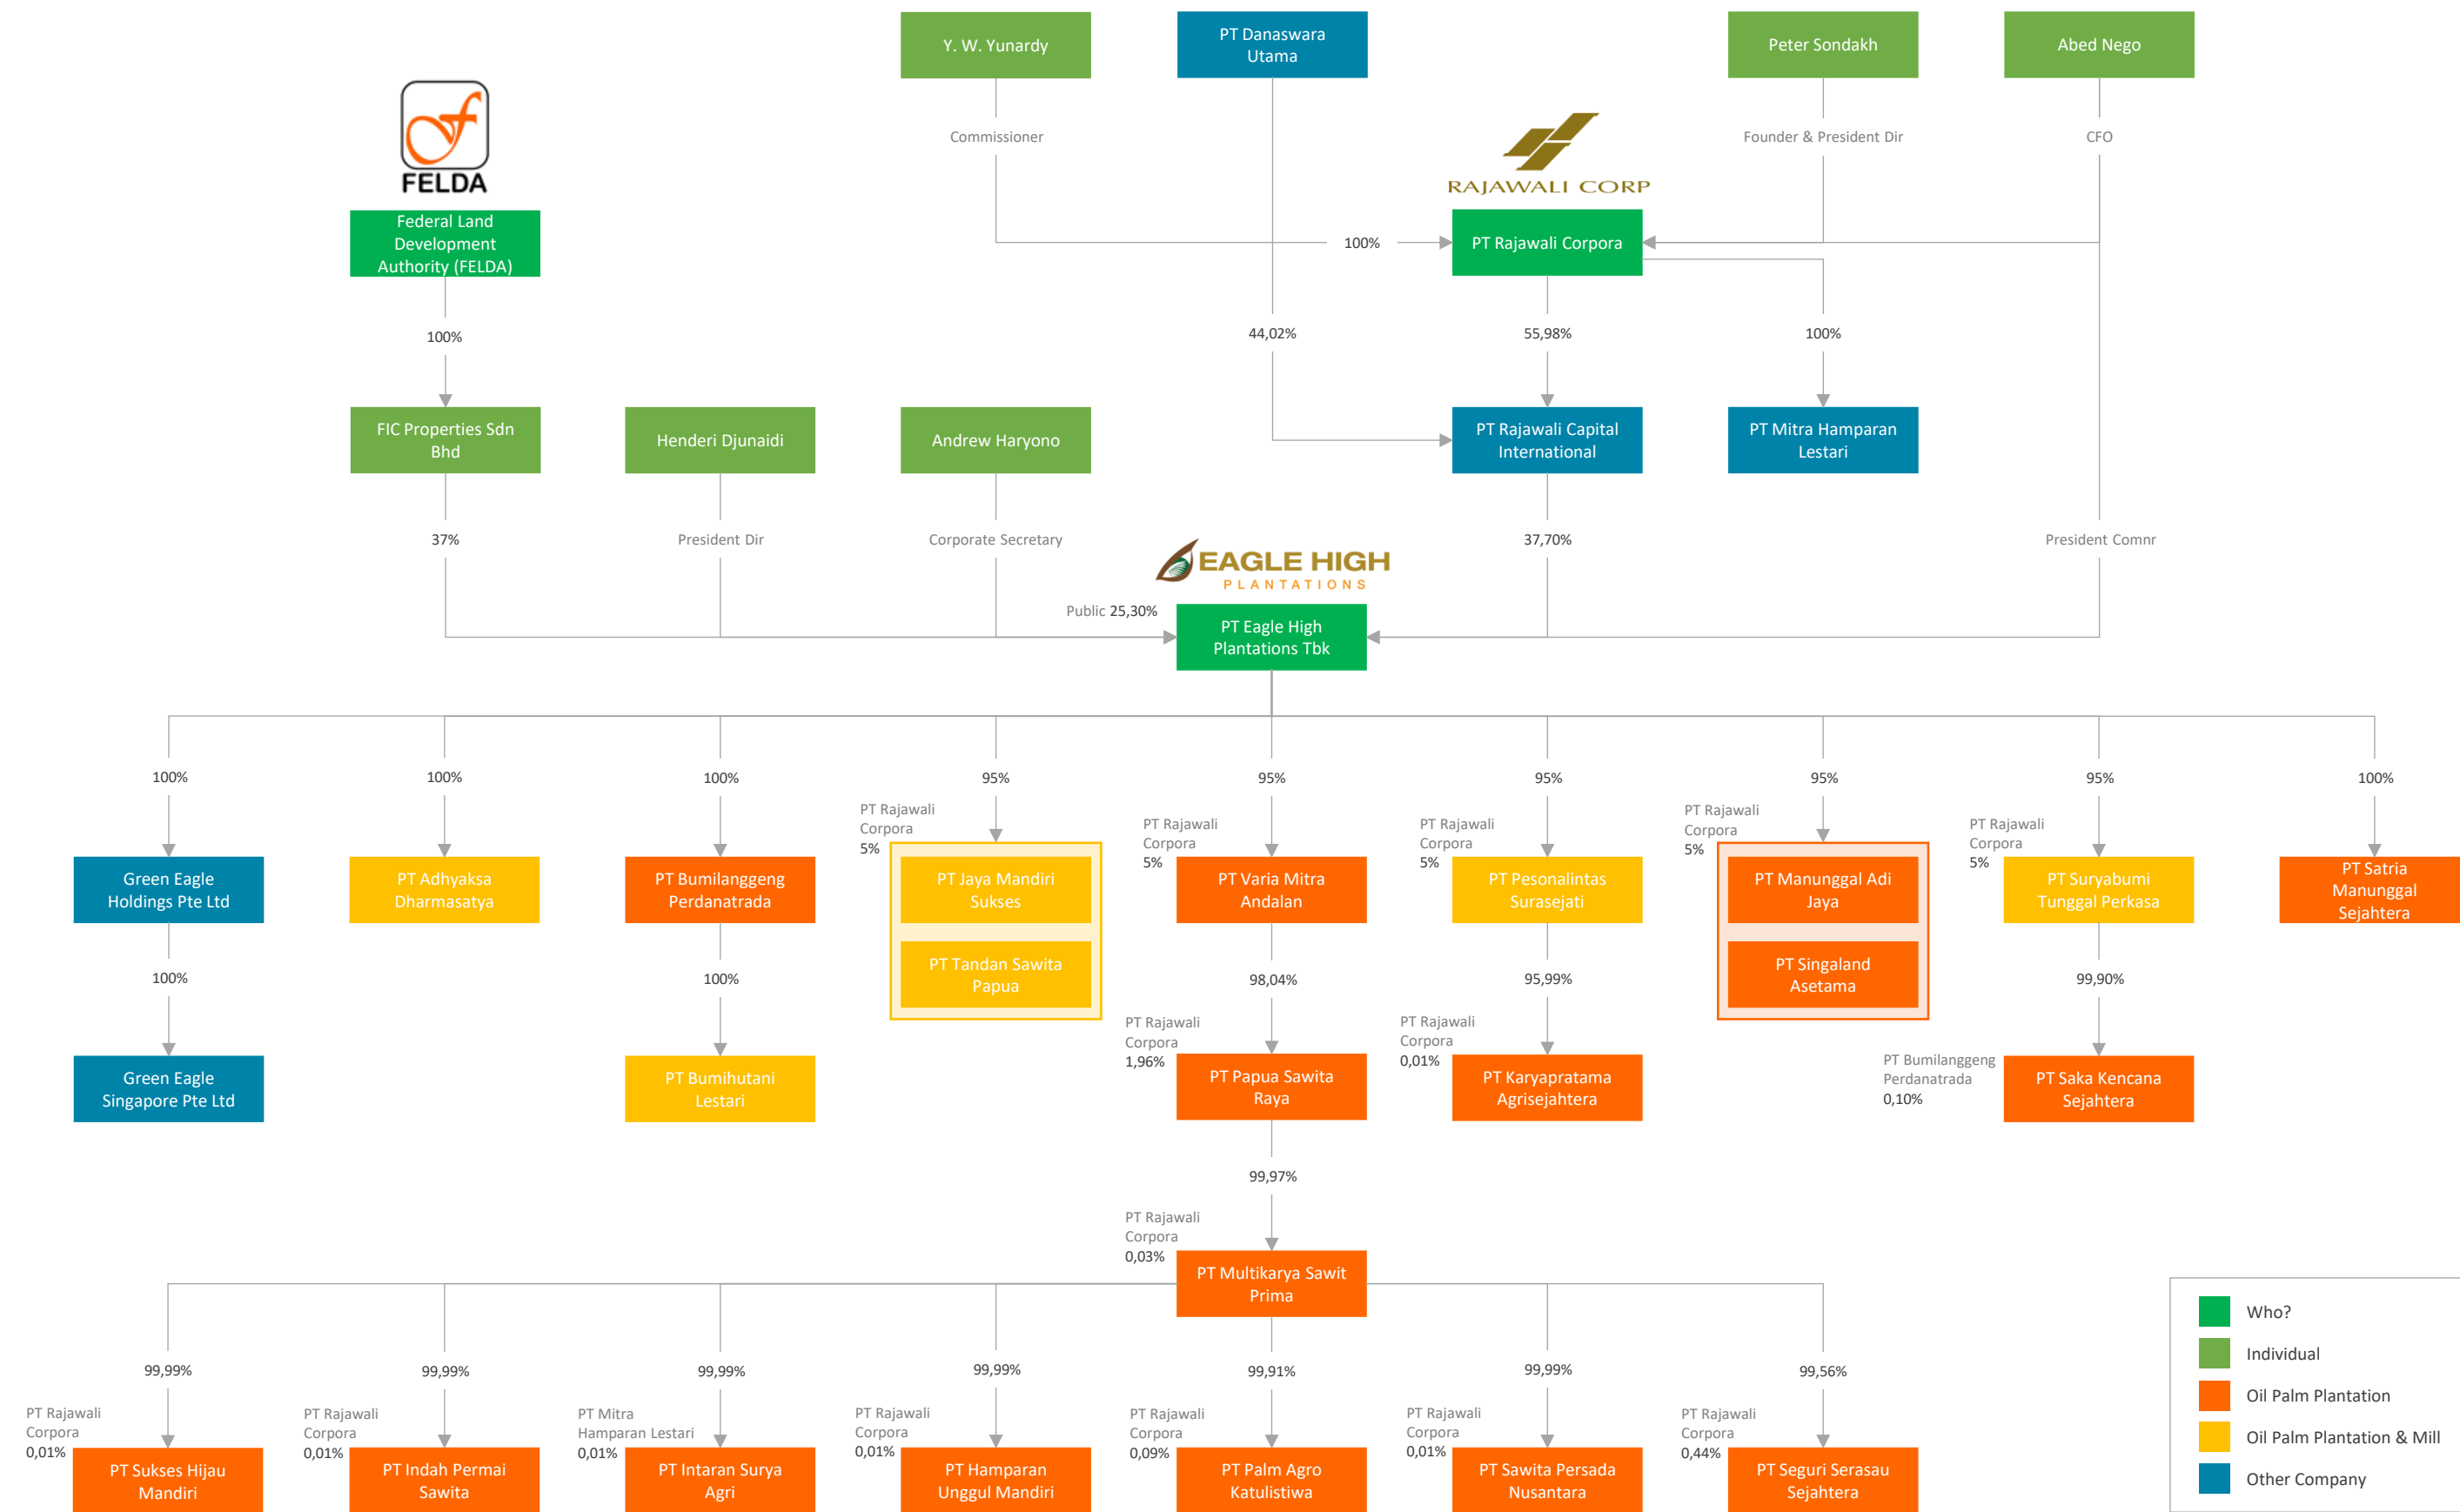 Y. W. Yunardy
PT Danaswara
Utama
Peter Sondakh
Abed Nego
FELDA
Commissioner
RAJAWALI CORP
Founder & President Dir
CFO
Federal Land
Development
Authority (FELDA)
100%
PT Rajawali Corpora
100%
44,02%
55,98%
100%
FIC Properties Sdn
Bhd
Henderi Djunaidi
Andrew Haryono
PT Rajawali Capital
International
PT Mitra Hamparan
Lestari
37%
President Dir
Corporate Secretary
EAGLE HIGH
PLANTATIONS
37,70%
President Comnr
Public 25,30%
PT Eagle High
Plantations Tbk
100%
100%
100%
95%
95%
95%
95%
95%
100%
PT Rajawali
Corpora
5%
PT Rajawali
Corpora
5%
PT Rajawali
Corpora
5%
PT Rajawali
Corpora
5%
PT Rajawali
Corpora
5%
Green Eagle
Holdings Pte Ltd
PT Adhyaksa
Dharmasatya
PT Bumilanggeng
Perdanatrada
PT Jaya Mandiri
Sukses
PT Varia Mitra
Andalan
PT Pesonalintas
Surasejati
PT Manunggal Adi
Jaya
PT Suryabumi
Tunggal Perkasa
PT Satria
Manunggal
Sejahtera
PT Tandan Sawita
Papua
PT Singaland
Asetama
100%
100%
98,04%
95,99%
99,90%
PT Rajawali
Corpora
1,96%
PT Rajawali
Corpora
0,01%
PT Bumilanggeng
Perdanatrada
0,10%
Green Eagle
Singapore Pte Ltd
PT Bumihutani
Lestari
PT Papua Sawita
Raya
PT Karyapratama
Agrisejahtera
PT Saka Kencana
Sejahtera
99,97%
PT Rajawali
Corpora
0,03%
PT Multikarya Sawit
Prima
99,99%
99,99%
99,99%
99,99%
99,91%
99,99%
99,56%
PT Rajawali
Corpora
0,01%
PT Rajawali
Corpora
0,01%
PT Mitra
Hamparan Lestari
0,01%
PT Rajawali
Corpora
0,01%
PT Rajawali
Corpora
0,09%
PT Rajawali
Corpora
0,01%
PT Rajawali
Corpora
0,44%
PT Sukses Hijau
Mandiri
PT Indah Permai
Sawita
PT Intaran Surya
Agri
PT Hamparan
Unggul Mandiri
PT Palm Agro
Katulistiwa
PT Sawita Persada
Nusantara
PT Seguri Serasau
Sejahtera
Who?
Individual
Oil Palm Plantation
Oil Palm Plantation & Mill
Other Company